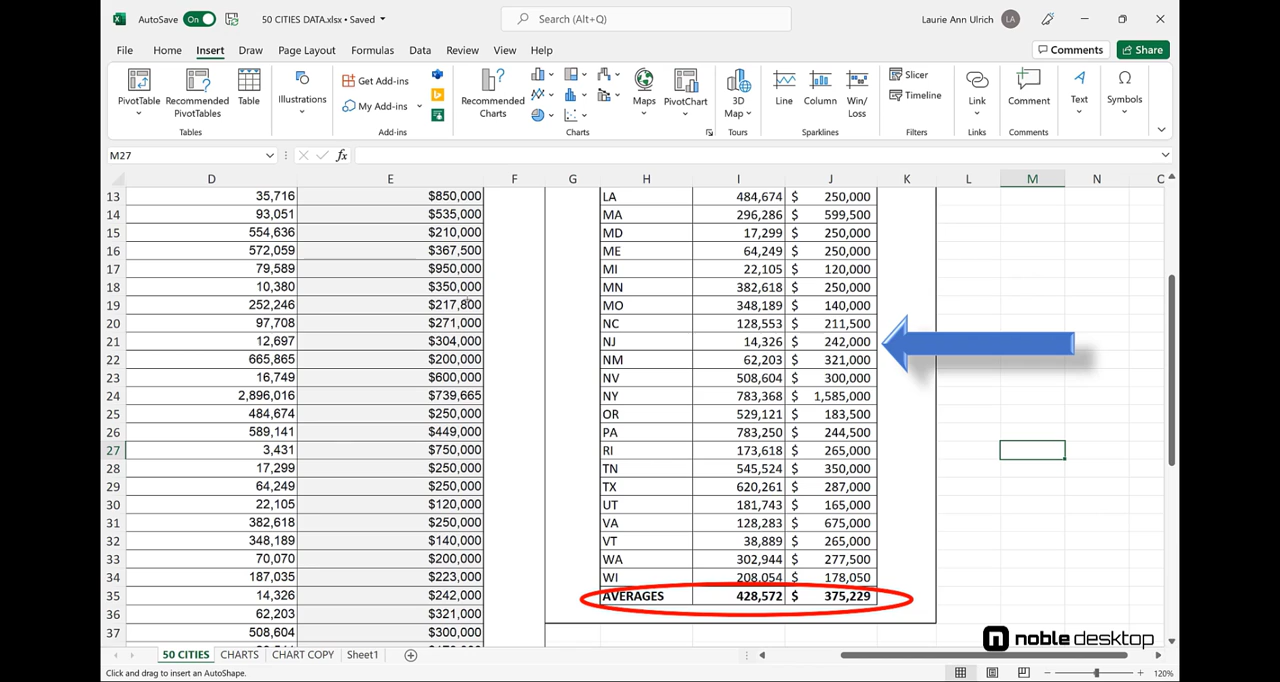 AutoSave On 50 CITIES DATA.xlsx • Saved Search (Alt+Q) Laurie Ann Ulrich LA
File Home Insert Draw Page Layout Formulas Data Review View Help Comments Share
PivotTable Recommended PivotTables Table Illustrations Get Add-ins My Add-ins Recommended Charts Maps PivotChart 3D Map Line Column Win/Loss Slicer Timeline Link Comment Text Symbols
Tables Add-ins Charts Tours Sparklines Filters Links Comments
M27 fx
D E F G H I J K L M N C
13 35,716 $850,000 LA 484,674 $ 250,000
14 93,051 $535,000 MA 296,286 $ 599,500
15 554,636 $210,000 MD 17,299 $ 250,000
16 572,059 $367,500 ME 64,249 $ 250,000
17 79,589 $950,000 MI 22,105 $ 120,000
18 10,380 $350,000 MN 382,618 $ 250,000
19 252,246 $217,800 MO 348,189 $ 140,000
20 97,708 $271,000 NC 128,553 $ 211,500
21 12,697 $304,000 NJ 14,326 $ 242,000
22 665,865 $200,000 NM 62,203 $ 321,000
23 16,749 $600,000 NV 508,604 $ 300,000
24 2,896,016 $739,665 NY 783,368 $ 1,585,000
25 484,674 $250,000 OR 529,121 $ 183,500
26 589,141 $449,000 PA 783,250 $ 244,500
27 3,431 $750,000 RI 173,618 $ 265,000
28 17,299 $250,000 TN 545,524 $ 350,000
29 64,249 $250,000 TX 620,261 $ 287,000
30 22,105 $120,000 UT 181,743 $ 165,000
31 382,618 $250,000 VA 128,283 $ 675,000
32 348,189 $140,000 VT 38,889 $ 265,000
33 70,070 $200,000 WA 302,944 $ 277,500
34 187,035 $223,000 WI 208,054 $ 178,050
35 14,326 $242,000 AVERAGES 428,572 $ 375,229
36 62,203 $321,000
37 508,604 $300,000
noble desktop
50 CITIES CHARTS CHART COPY Sheet1
Click and drag to insert an AutoShape. 120%